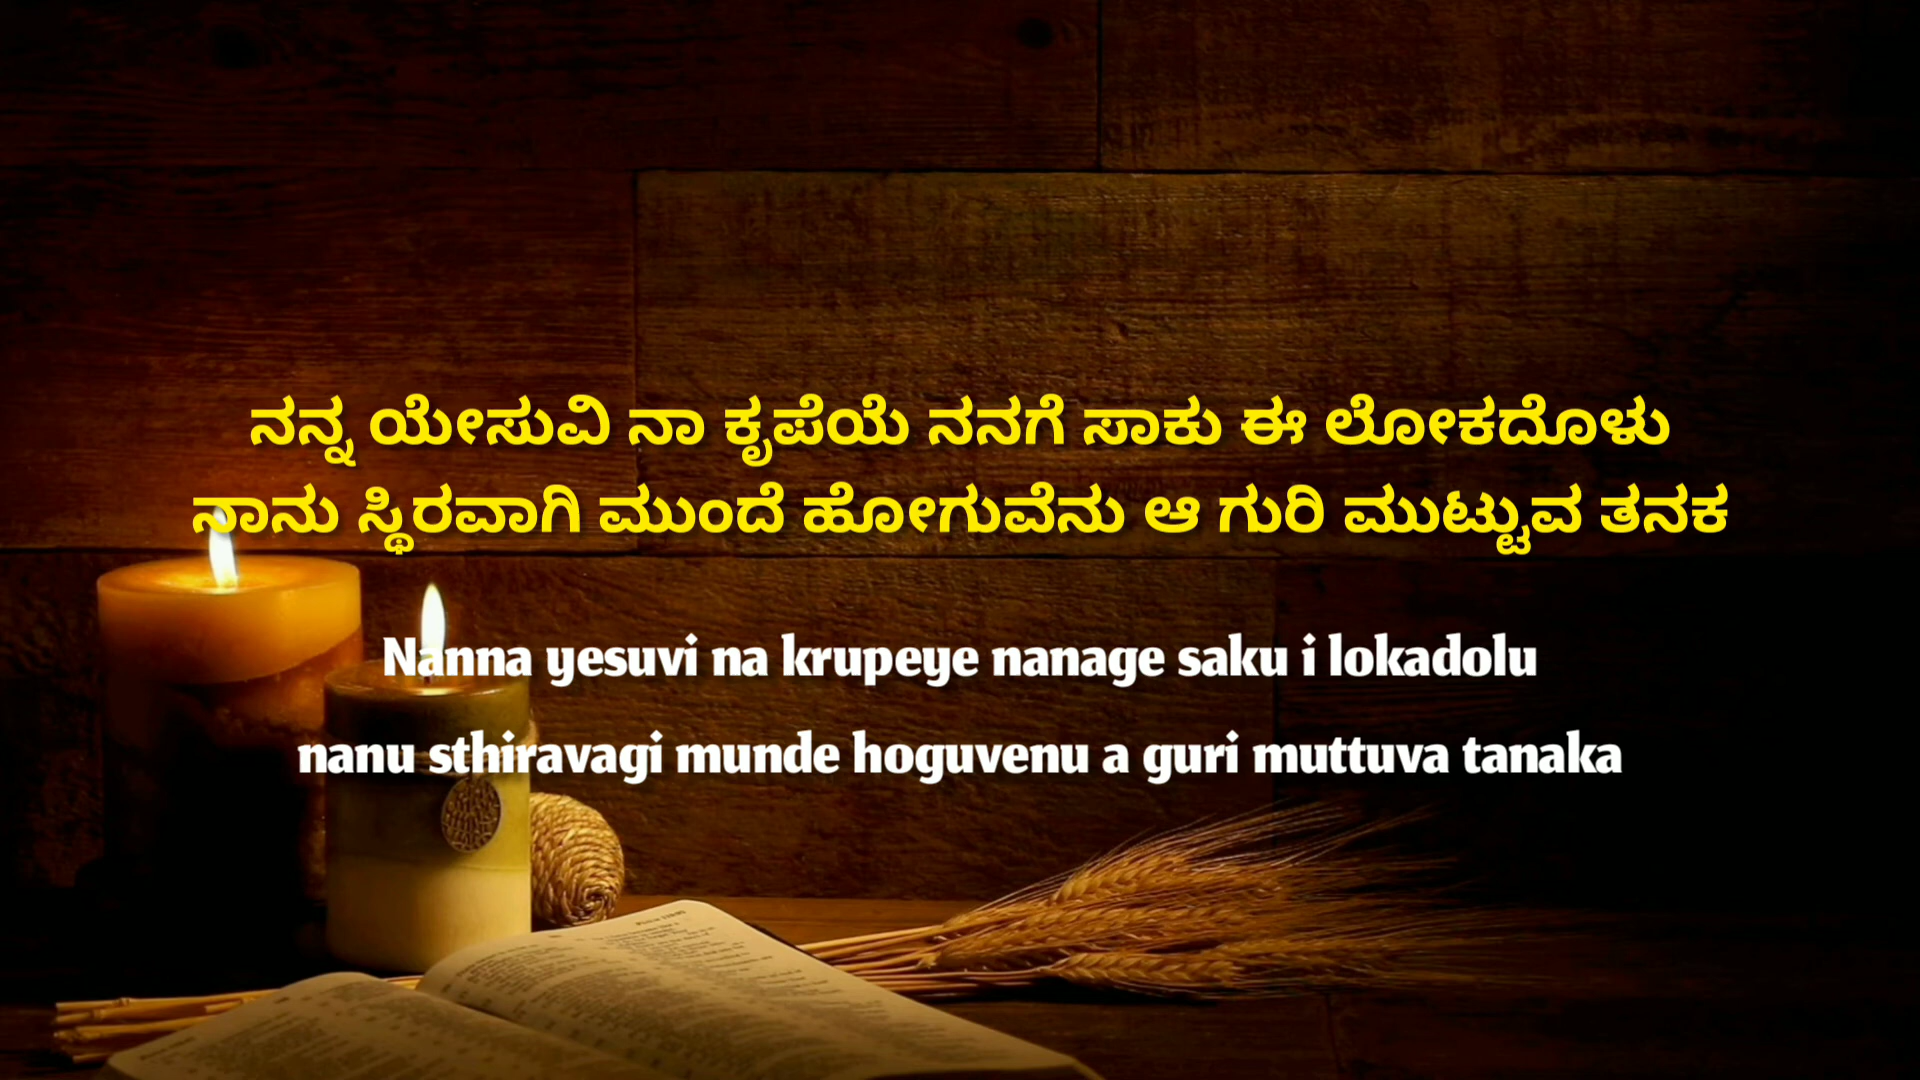 ನನ್ನ ಯೇಸುವಿ ನಾ ಕೃಪೆಯೆ ನನಗೆ ಸಾಕು ಈ ಲೋಕದೊಳು
ನಾನು ಸ್ಥಿರವಾಗಿ ಮುಂದೆ ಹೋಗುವೆನು ಆ ಗುರಿ ಮುಟ್ಟುವ ತನಕ
Nanna yesuvi na krupeye nanage saku i lokadolu
nanu sthiravagi munde hoguvenu a guri muttuva tanaka